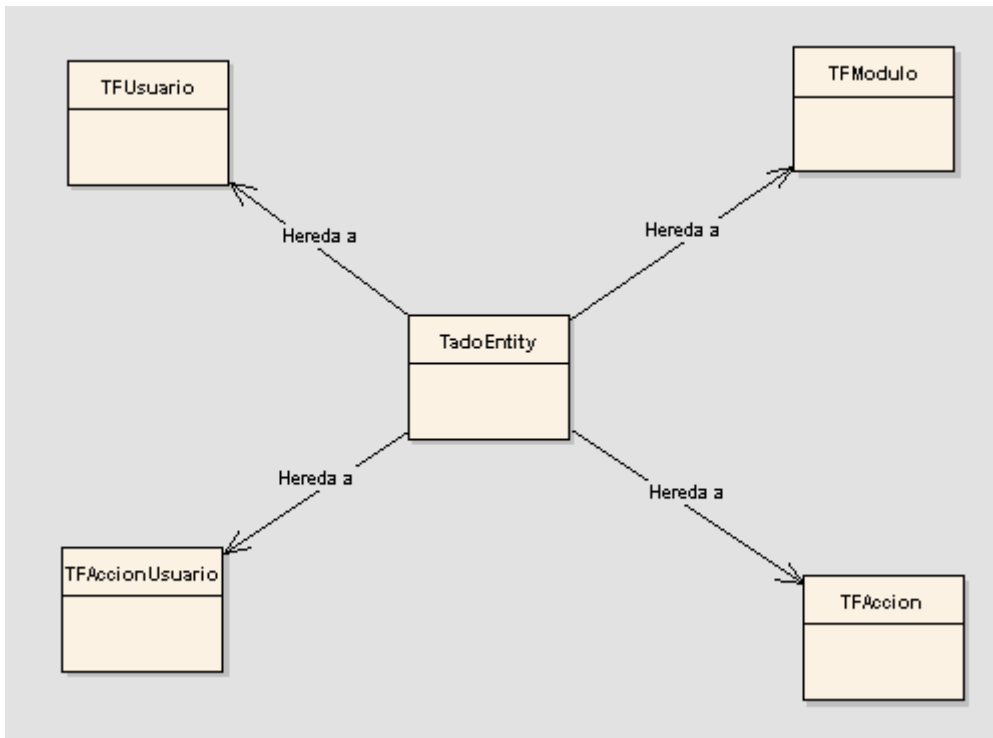 TFUsuario
TFModulo
Hereda a
Hereda a
TadoEntity
Hereda a
Hereda a
TFAccionUsuario
TFAccion